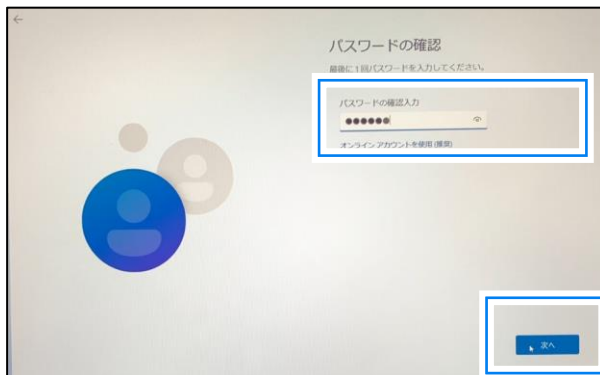 パスワードの確認
最後に1回パスワードを入力してください。
パスワードの確認入力
●●●●●●
オンライン アカウントを使用 (推奨)
次へ